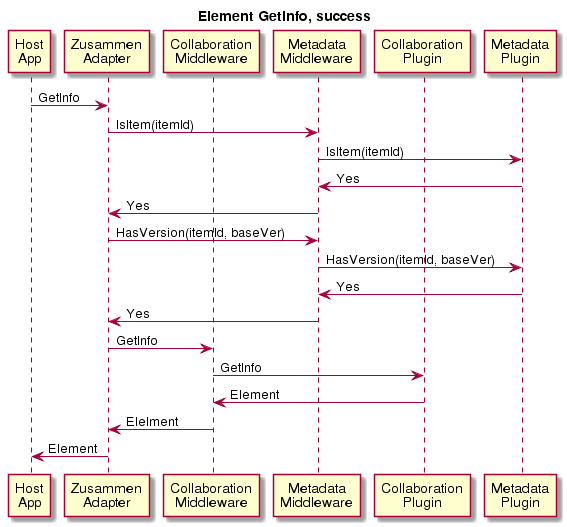 Element GetInfo, success
Host
App
Zusammen
Adapter
Collaboration
Middleware
Metadata
Middleware
Collaboration
Plugin
Metadata
Plugin
GetInfo
IsItem(itemId)
IsItem(itemId)
Yes
Yes
HasVersion(itemId, baseVer)
HasVersion(itemId, baseVer)
Yes
Yes
GetInfo
GetInfo
Element
Elelment
Element
Host
App
Zusammen
Adapter
Collaboration
Middleware
Metadata
Middleware
Collaboration
Plugin
Metadata
Plugin